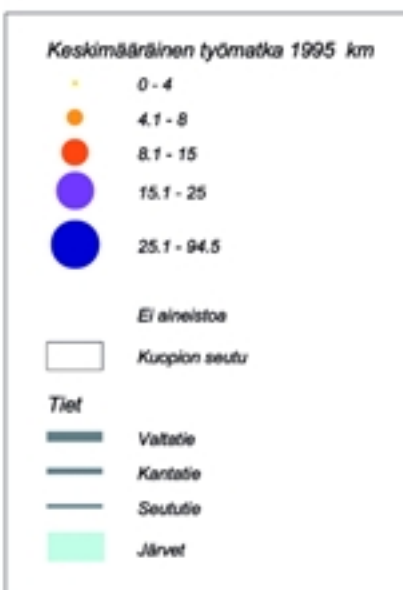 Keskimääräinen työmatka 1995 km
0 - 4
4.1 - 8
8.1 - 15
15.1 - 25
25.1 - 94.5
Ei aineistoa
Kuopion seutu
Tiet
Valtatie
Kantatie
Seututie
Järvet